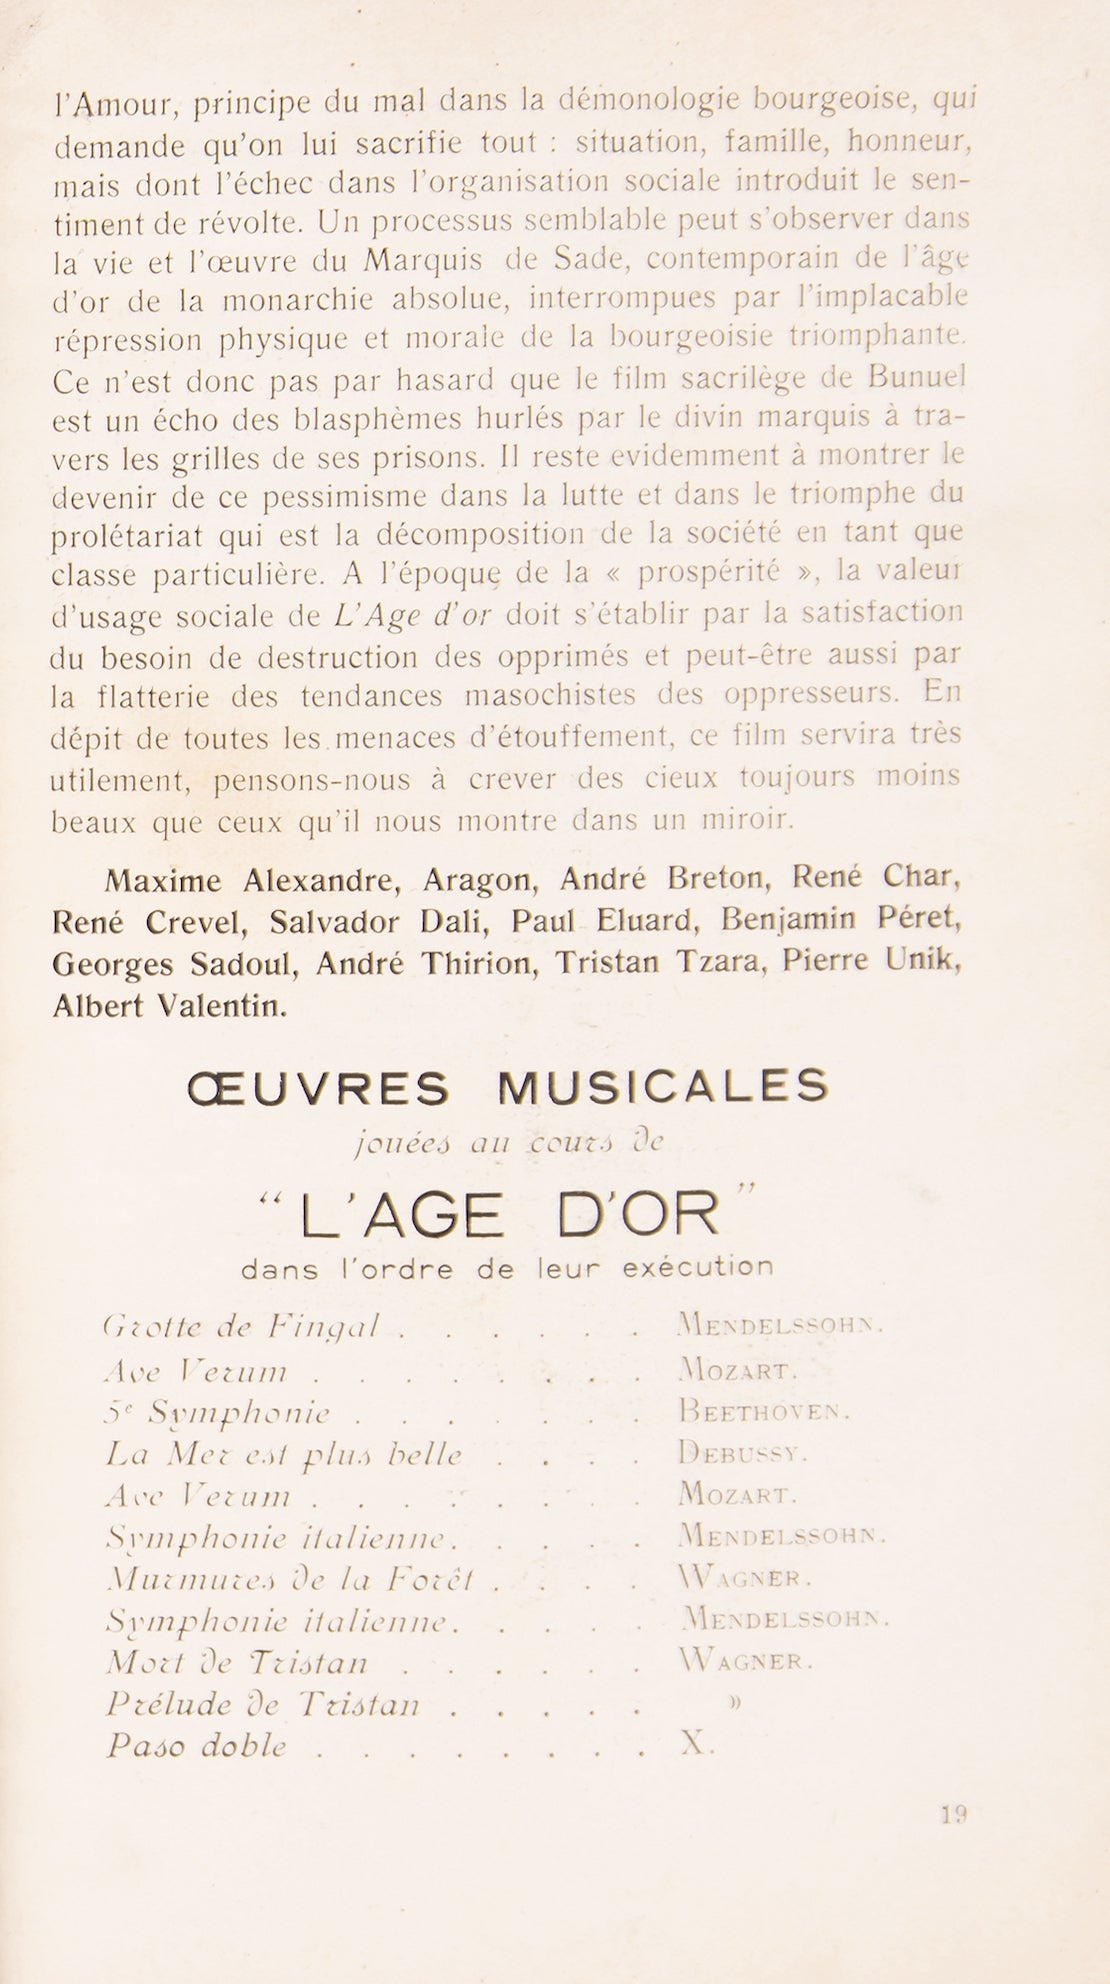 l'Amour, principe du mal dans la démonologie bourgeoise, qui
demande qu'on lui sacrifie tout : situation, famille, honneur,
mais dont l'échec dans l'organisation sociale introduit le sen-
timent de révolte. Un processus semblable peut s'observer dans
la vie et l'œuvre du Marquis de Sade, contemporain de l'âge
d'or de la monarchie absolue, interrompues par l'implacable
répression physique et morale de la bourgeoisie triomphante.
Ce n'est donc pas par hasard que le film sacrilège de Bunuel
est un écho des blasphèmes hurlés par le divin marquis à tra-
vers les grilles de ses prisons. Il reste evidemment à montrer le
devenir de ce pessimisme dans la lutte et dans le triomphe du
prolétariat qui est la décomposition de la société en tant que
classe particulière. A l'époque de la « prospérité », la valeur
d'usage sociale de L'Age d'or doit s'établir par la satisfaction
du besoin de destruction des opprimés et peut-être aussi par
la flatterie des tendances masochistes des oppresseurs. En
dépit de toutes les menaces d'étouffement, ce film servira très
utilement, pensons-nous à crever des cieux toujours moins
beaux que ceux qu'il nous montre dans un miroir.
Maxime Alexandre, Aragon, André Breton, René Char,
René Crevel, Salvador Dali, Paul Eluard, Benjamin Péret,
Georges Sadoul, André Thirion, Tristan Tzara, Pierre Unik,
Albert Valentin.
ŒUVRES MUSICALES
jouées au cours de
"L'AGE D'OR"
dans l'ordre de leur exécution
Grotte de Fingal . . . . . . MENDELSSOHN.
Ave Verum . . . . . . . . MOZART.
5e Symphonie . . . . . . . BEETHOVEN.
La Mer est plus belle . . . . DEBUSSY.
Ave Verum . . . . . . . . MOZART.
Symphonie italienne. . . . . MENDELSSOHN.
Murmures de la Forêt . . . . WAGNER.
Symphonie italienne. . . . . MENDELSSOHN.
Mort de Tristan . . . . . . WAGNER.
Prélude de Tristan . . . . . »
Paso doble . . . . . . . . X.
19